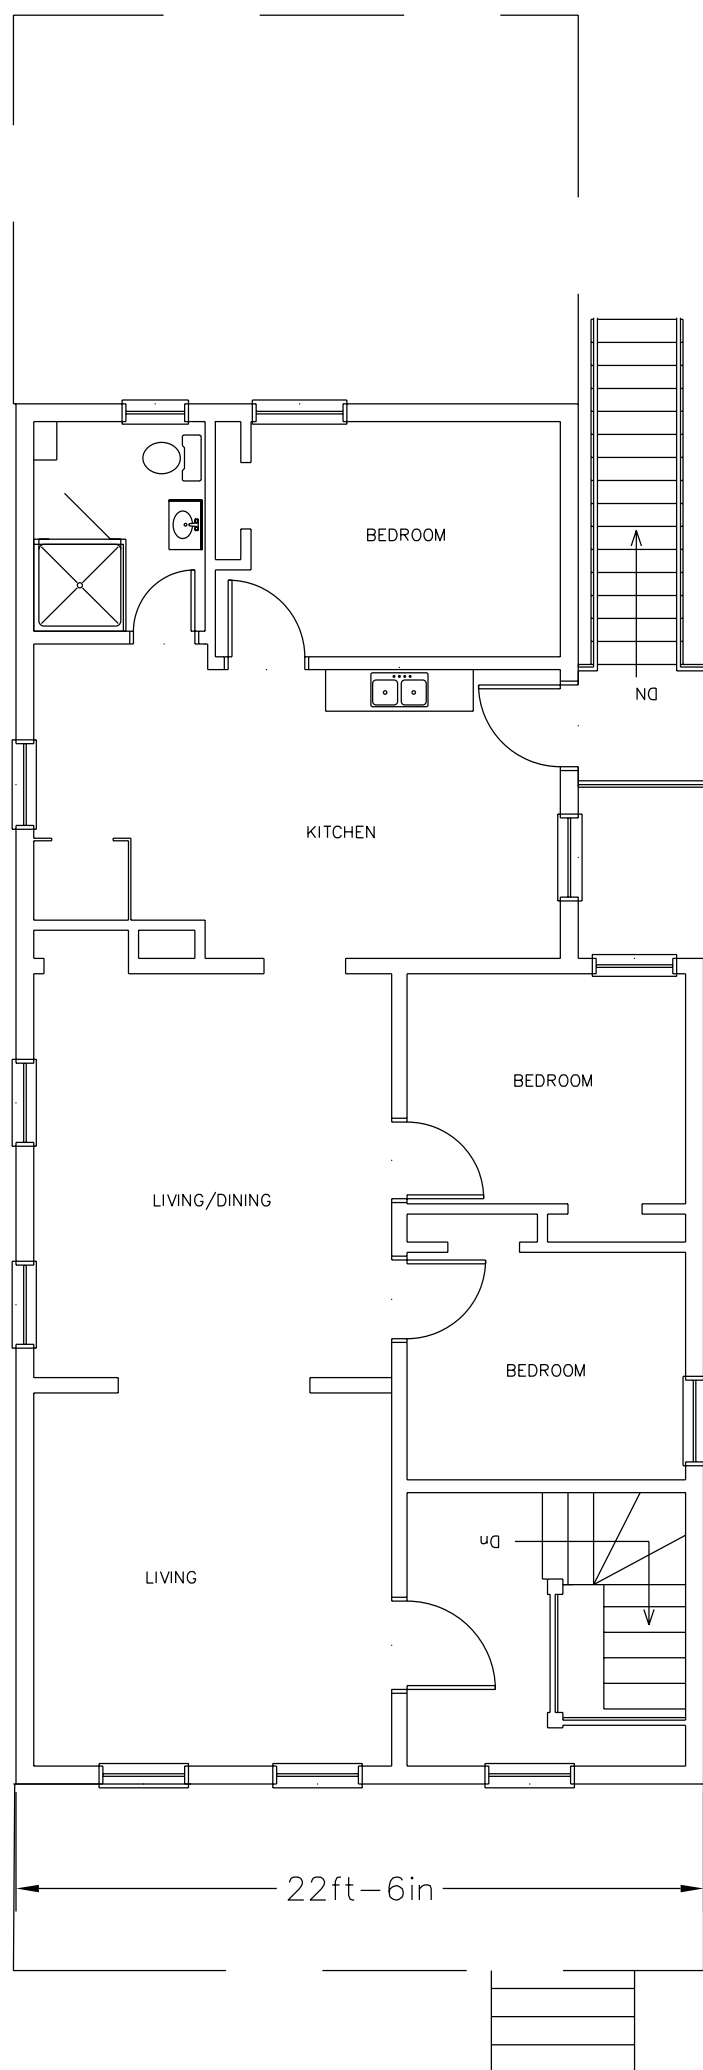 BEDROOM
DN
KITCHEN
BEDROOM
LIVING/DINING
BEDROOM
Dn
LIVING
22ft-6in